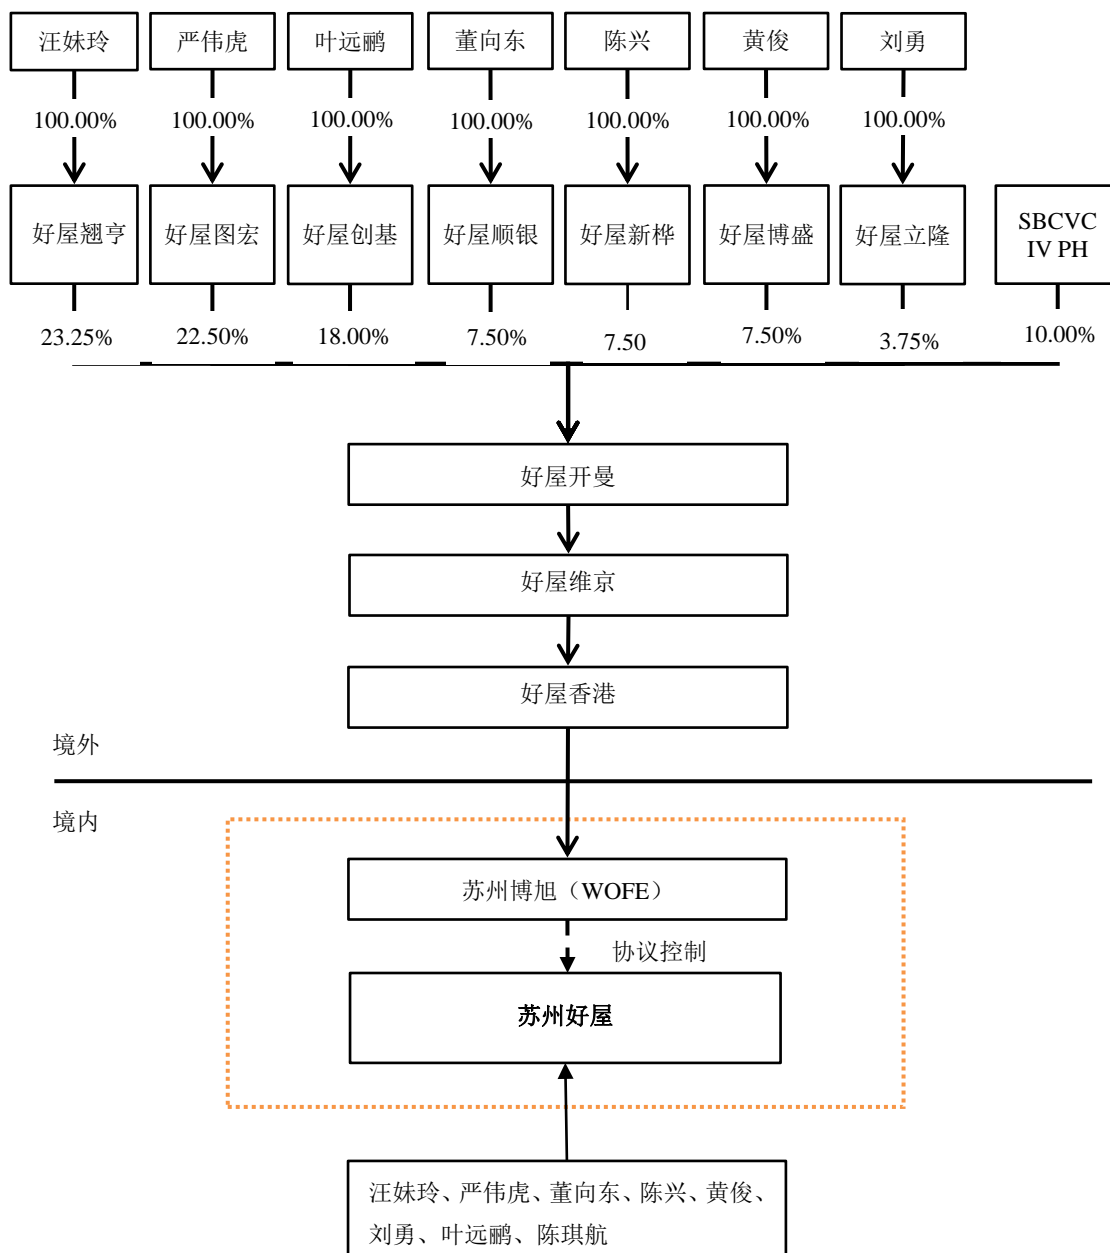 汪妹玲 严伟虎 叶远鹂 董向东 陈兴 黄俊 刘勇
100.00% 100.00% 100.00% 100.00% 100.00% 100.00% 100.00%
好屋翘亨 好屋图宏 好屋创基 好屋顺银 好屋新桦 好屋博盛 好屋立隆 SBCVC
IV PH
23.25% 22.50% 18.00% 7.50% 7.50 7.50% 3.75% 10.00%
好屋开曼
好屋维京
好屋香港
境外
境内
苏州博旭（WOFE）
协议控制
苏州好屋
汪妹玲、严伟虎、董向东、陈兴、黄俊、
刘勇、叶远鹂、陈琪航